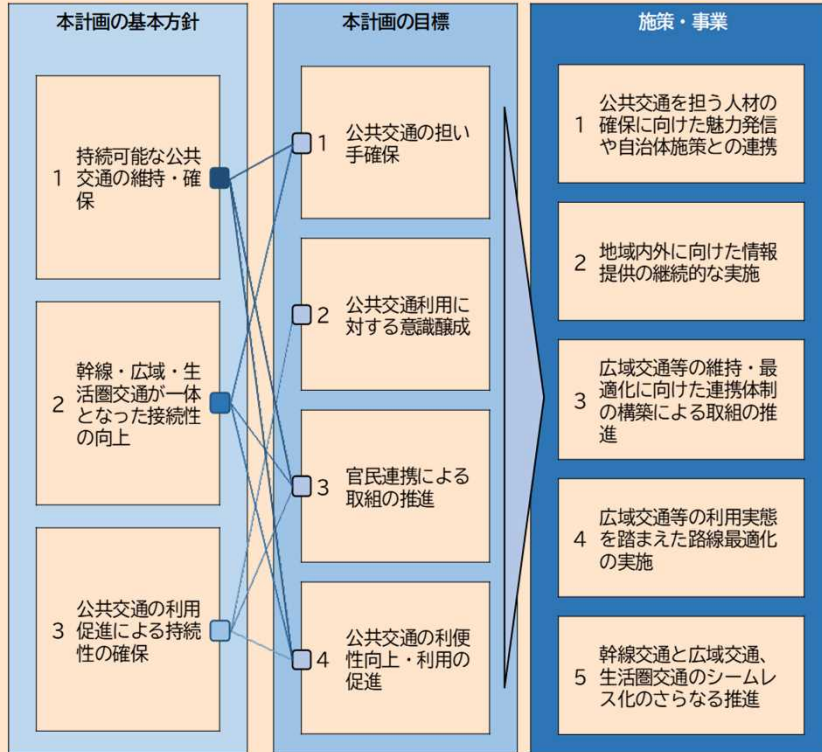 本計画の基本方針
1
持続可能な公共
交通の維持・確
保
2
幹線・広域・生
活圏交通が一体
となった接続性
の向上
3
公共交通の利用
促進による持続
性の確保
本計画の目標
1
公共交通の担い
手確保
2
公共交通利用に
対する意識醸成
3
官民連携による
取組の推進
4
公共交通の利便
性向上・利用の
促進
施策・事業
1
公共交通を担う人材の
確保に向けた魅力発信
や自治体施策との連携
2
地域内外に向けた情報
提供の継続的な実施
3
広域交通等の維持・最
適化に向けた連携体制
の構築による取組の推
進
4
広域交通等の利用実態
を踏まえた路線最適化
の実施
5
幹線交通と広域交通、
生活圏交通のシームレ
ス化のさらなる推進